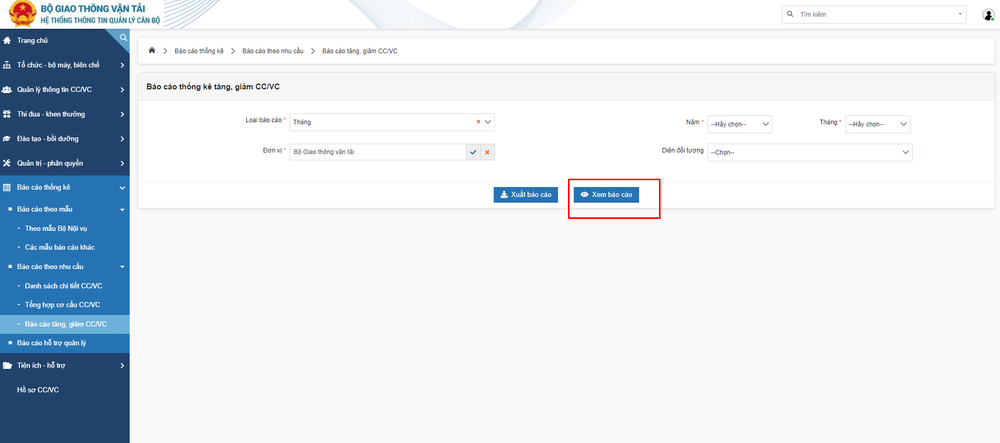 BỘ GIAO THÔNG VẬN TẢI
HỆ THỐNG THÔNG TIN QUẢN LÝ CÁN BỘ
Tìm kiếm
Trang chủ
Tổ chức - bộ máy, biên chế
Quản lý thông tin CC/VC
Thi đua - khen thưởng
Đào tạo - bồi dưỡng
Quản trị - phân quyền
Báo cáo thống kê
Báo cáo theo mẫu
- Theo mẫu Bộ Nội vụ
- Các mẫu báo cáo khác
Báo cáo theo nhu cầu
- Danh sách chi tiết CC/VC
- Tổng hợp cơ cấu CC/VC
- Báo cáo tăng, giảm CC/VC
Báo cáo hỗ trợ quản lý
Tiện ích - hỗ trợ
Hồ sơ CC/VC
Báo cáo thống kê > Báo cáo theo nhu cầu > Báo cáo tăng, giảm CC/VC
Báo cáo thống kê tăng, giảm CC/VC
Loại báo cáo * Tháng Năm * --Hãy chọn-- Tháng * --Hãy chọn--
Đơn vị * Bộ Giao thông vận tải Diện đối tượng --Chọn--
Xuất báo cáo Xem báo cáo